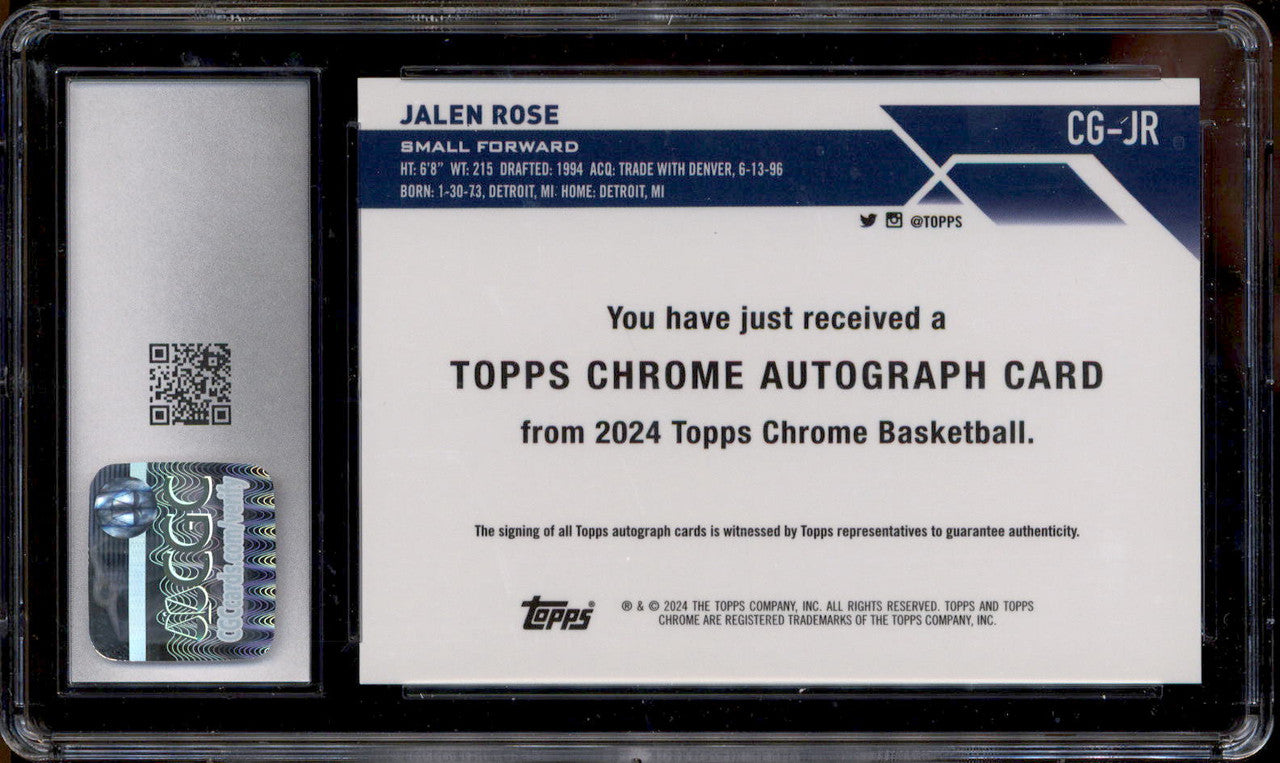 JALEN ROSE
CG-JR
SMALL FORWARD
HT: 6'8" WT: 215 DRAFTED: 1994 ACQ: TRADE WITH DENVER, 6-13-96
BORN: 1-30-73, DETROIT, MI HOME: DETROIT, MI
@TOPPS
You have just received a
TOPPS CHROME AUTOGRAPH CARD
from 2024 Topps Chrome Basketball.
The signing of all Topps autograph cards is witnessed by Topps representatives to guarantee authenticity.
topps
® & © 2024 THE TOPPS COMPANY, INC. ALL RIGHTS RESERVED. TOPPS AND TOPPS
CHROME ARE REGISTERED TRADEMARKS OF THE TOPPS COMPANY, INC.
CGC
CGCcards.com/verify